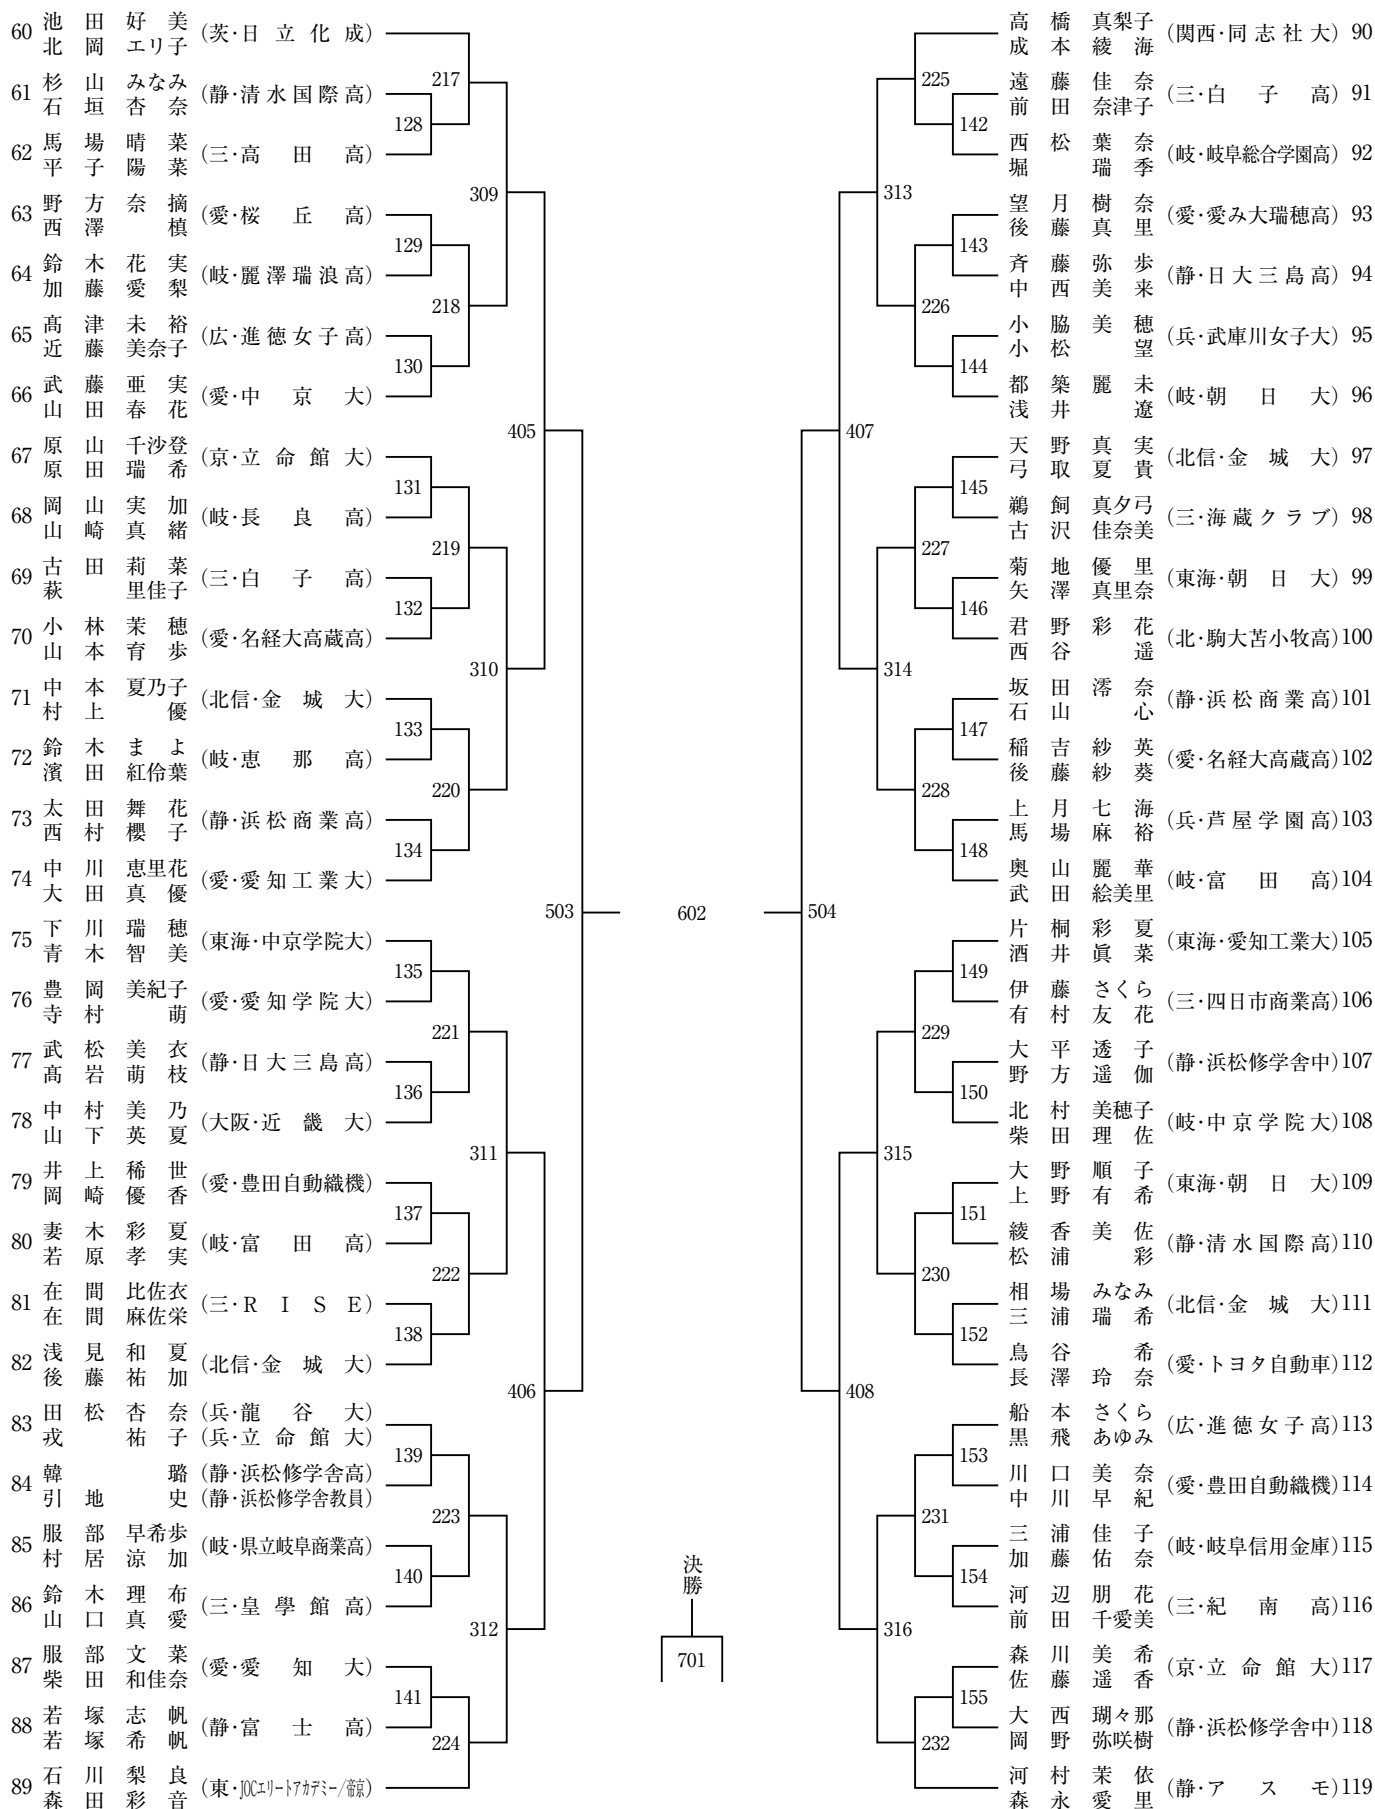 60 池田好美 (茨・日立化成)
北岡エリ子
61 杉山みなみ (静・清水国際高)
石垣杏奈
62 馬場晴菜 (三・高田高)
平子陽菜
63 野方奈摘 (愛・桜丘高)
西澤槙
64 鈴木花実 (岐・麗澤瑞浪高)
加藤愛梨
65 髙津未裕 (広・進徳女子高)
近藤美奈子
66 武藤亜実 (愛・中京大)
山田春花
67 原山千沙登 (京・立命館大)
原田瑞希
68 岡山実加 (岐・長良高)
山崎真緒
69 古田莉菜 (三・白子高)
萩里佳子
70 小林茉穂 (愛・名経大高蔵高)
山本育歩
71 中本夏乃子 (北信・金城大)
村上優
72 鈴木まよ (岐・恵那高)
濱田紅伶葉
73 太田舞花 (静・浜松商業高)
西村櫻子
74 中川恵里花 (愛・愛知工業大)
大田真優
75 下川瑞穂 (東海・中京学院大)
青木智美
76 豊岡美紀子 (愛・愛知学院大)
寺村萌
77 武松美衣 (静・日大三島高)
髙岩萌枝
78 中村美乃 (大阪・近畿大)
山下英夏
79 井上稀世 (愛・豊田自動織機)
岡崎優香
80 妻木彩夏 (岐・富田高)
若原孝実
81 在間比佐衣 (三・RISE)
在間麻佐栄
82 浅見和夏 (北信・金城大)
後藤祐加
83 田松杏奈 (兵・龍谷大)
戎祐子 (兵・立命館大)
84 韓璐 (静・浜松修学舎高)
引地史 (静・浜松修学舎教員)
85 服部早希歩 (岐・県立岐阜商業高)
村居涼加
86 鈴木理布 (三・皇學館高)
山口真愛
87 服部文菜 (愛・愛知大)
柴田和佳奈
88 若塚志帆 (静・富士高)
若塚希帆
89 石川梨良 (東・JOCエリートアカデミー/帝京)
森田彩音
217
128
309
129
218
130
405
131
219
132
310
133
220
134
503
135
221
136
311
137
222
138
406
139
223
140
312
141
224
602
決勝
701
225
142
313
143
226
144
407
145
227
146
314
147
228
148
504
149
229
150
315
151
230
152
408
153
231
154
316
155
232
高橋真梨子 (関西・同志社大) 90
成本綾海
遠藤佳奈 (三・白子高) 91
前田奈津子
西松葉奈 (岐・岐阜総合学園高) 92
堀瑞季
望月樹奈 (愛・愛み大瑞穂高) 93
後藤真里
斉藤弥歩 (静・日大三島高) 94
中西美来
小脇美穂 (兵・武庫川女子大) 95
小松望
都築麗未 (岐・朝日大) 96
浅井遼
天野真実 (北信・金城大) 97
弓取夏貴
鵜飼真夕弓 (三・海蔵クラブ) 98
古沢佳奈美
菊地優里 (東海・朝日大) 99
矢澤真里奈
君野彩花 (北・駒大苫小牧高) 100
西谷遥
坂田澪奈 (静・浜松商業高) 101
石山心
稲吉紗英 (愛・名経大高蔵高) 102
後藤紗葵
上月七海 (兵・芦屋学園高) 103
馬場麻裕
奥山麗華 (岐・富田高) 104
武田絵美里
片桐彩夏 (東海・愛知工業大) 105
酒井眞菜
伊藤さくら (三・四日市商業高) 106
有村友花
大平透子 (静・浜松修学舎中) 107
野方遥伽
北村美穂子 (岐・中京学院大) 108
柴田理佐
大野順子 (東海・朝日大) 109
上野有希
綾香美佐 (静・清水国際高) 110
松浦彩
相場みなみ (北信・金城大) 111
三浦瑞希
鳥谷希 (愛・トヨタ自動車) 112
長澤玲奈
船本さくら (広・進徳女子高) 113
黒飛あゆみ
川口美奈 (愛・豊田自動織機) 114
中川早紀
三浦佳子 (岐・岐阜信用金庫) 115
加藤佑奈
河辺朋花 (三・紀南高) 116
前田千愛美
森川美希 (京・立命館大) 117
佐藤遥香
大西瑚々那 (静・浜松修学舎中) 118
岡野弥咲樹
河村茉依 (静・アスモ) 119
森永愛里